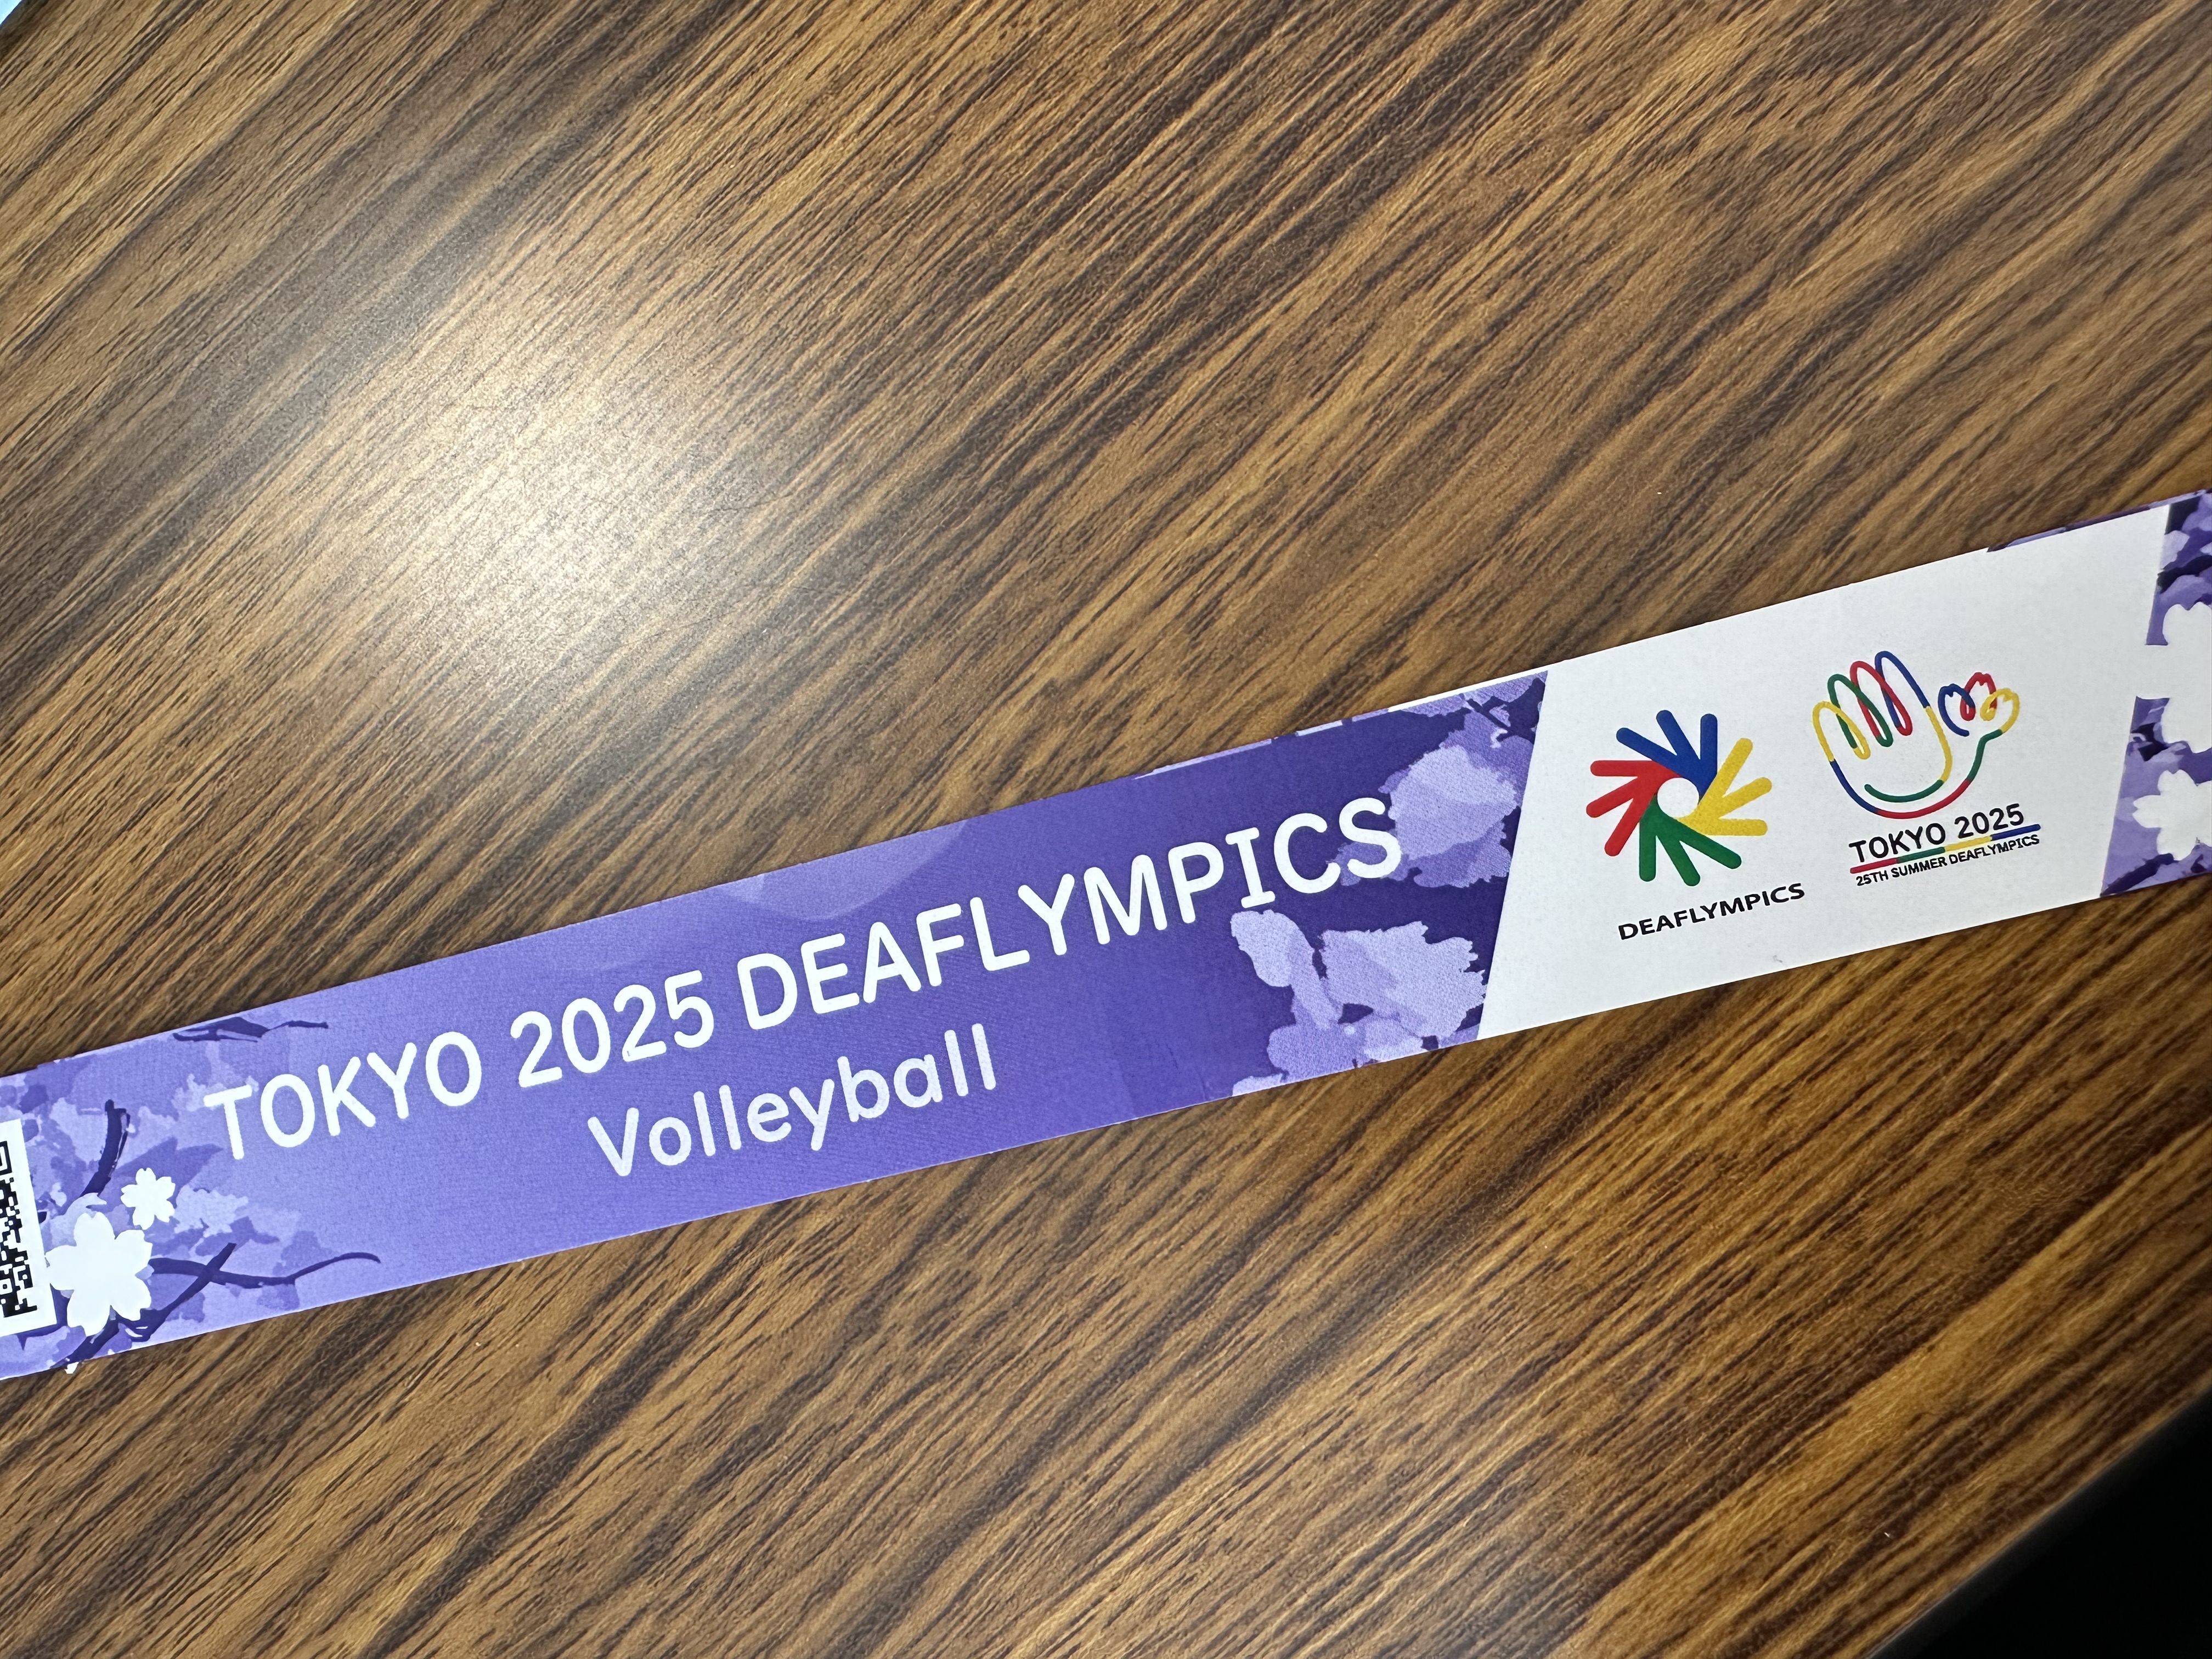 TOKYO 2025 DEAFLYMPICS
Volleyball
DEAFLYMPICS
TOKYO 2025
25TH SUMMER DEAFLYMPICS